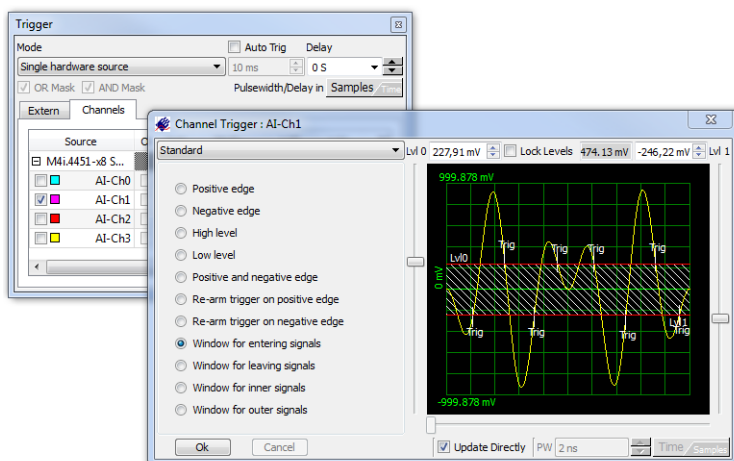 Trigger
Mode
Auto Trig Delay
Single hardware source
10 ms
0 S
OR Mask AND Mask
Pulsewidth/Delay in Samples Time
Extern Channels
Source
M4i.4451-x8 S...
AI-Ch0
AI-Ch1
AI-Ch2
AI-Ch3
Channel Trigger : AI-Ch1
Standard
Lvl 0 227,91 mV Lock Levels 474.13 mV -246,22 mV Lvl 1
Positive edge
Negative edge
High level
Low level
Positive and negative edge
Re-arm trigger on positive edge
Re-arm trigger on negative edge
Window for entering signals
Window for leaving signals
Window for inner signals
Window for outer signals
Ok Cancel
999.878 mV
Trig Trig Trig Trig
Lvl0
0 mV
Lvl1
Trig Trig Trig Trig
-999.878 mV
Update Directly PW 2 ns Time Samples